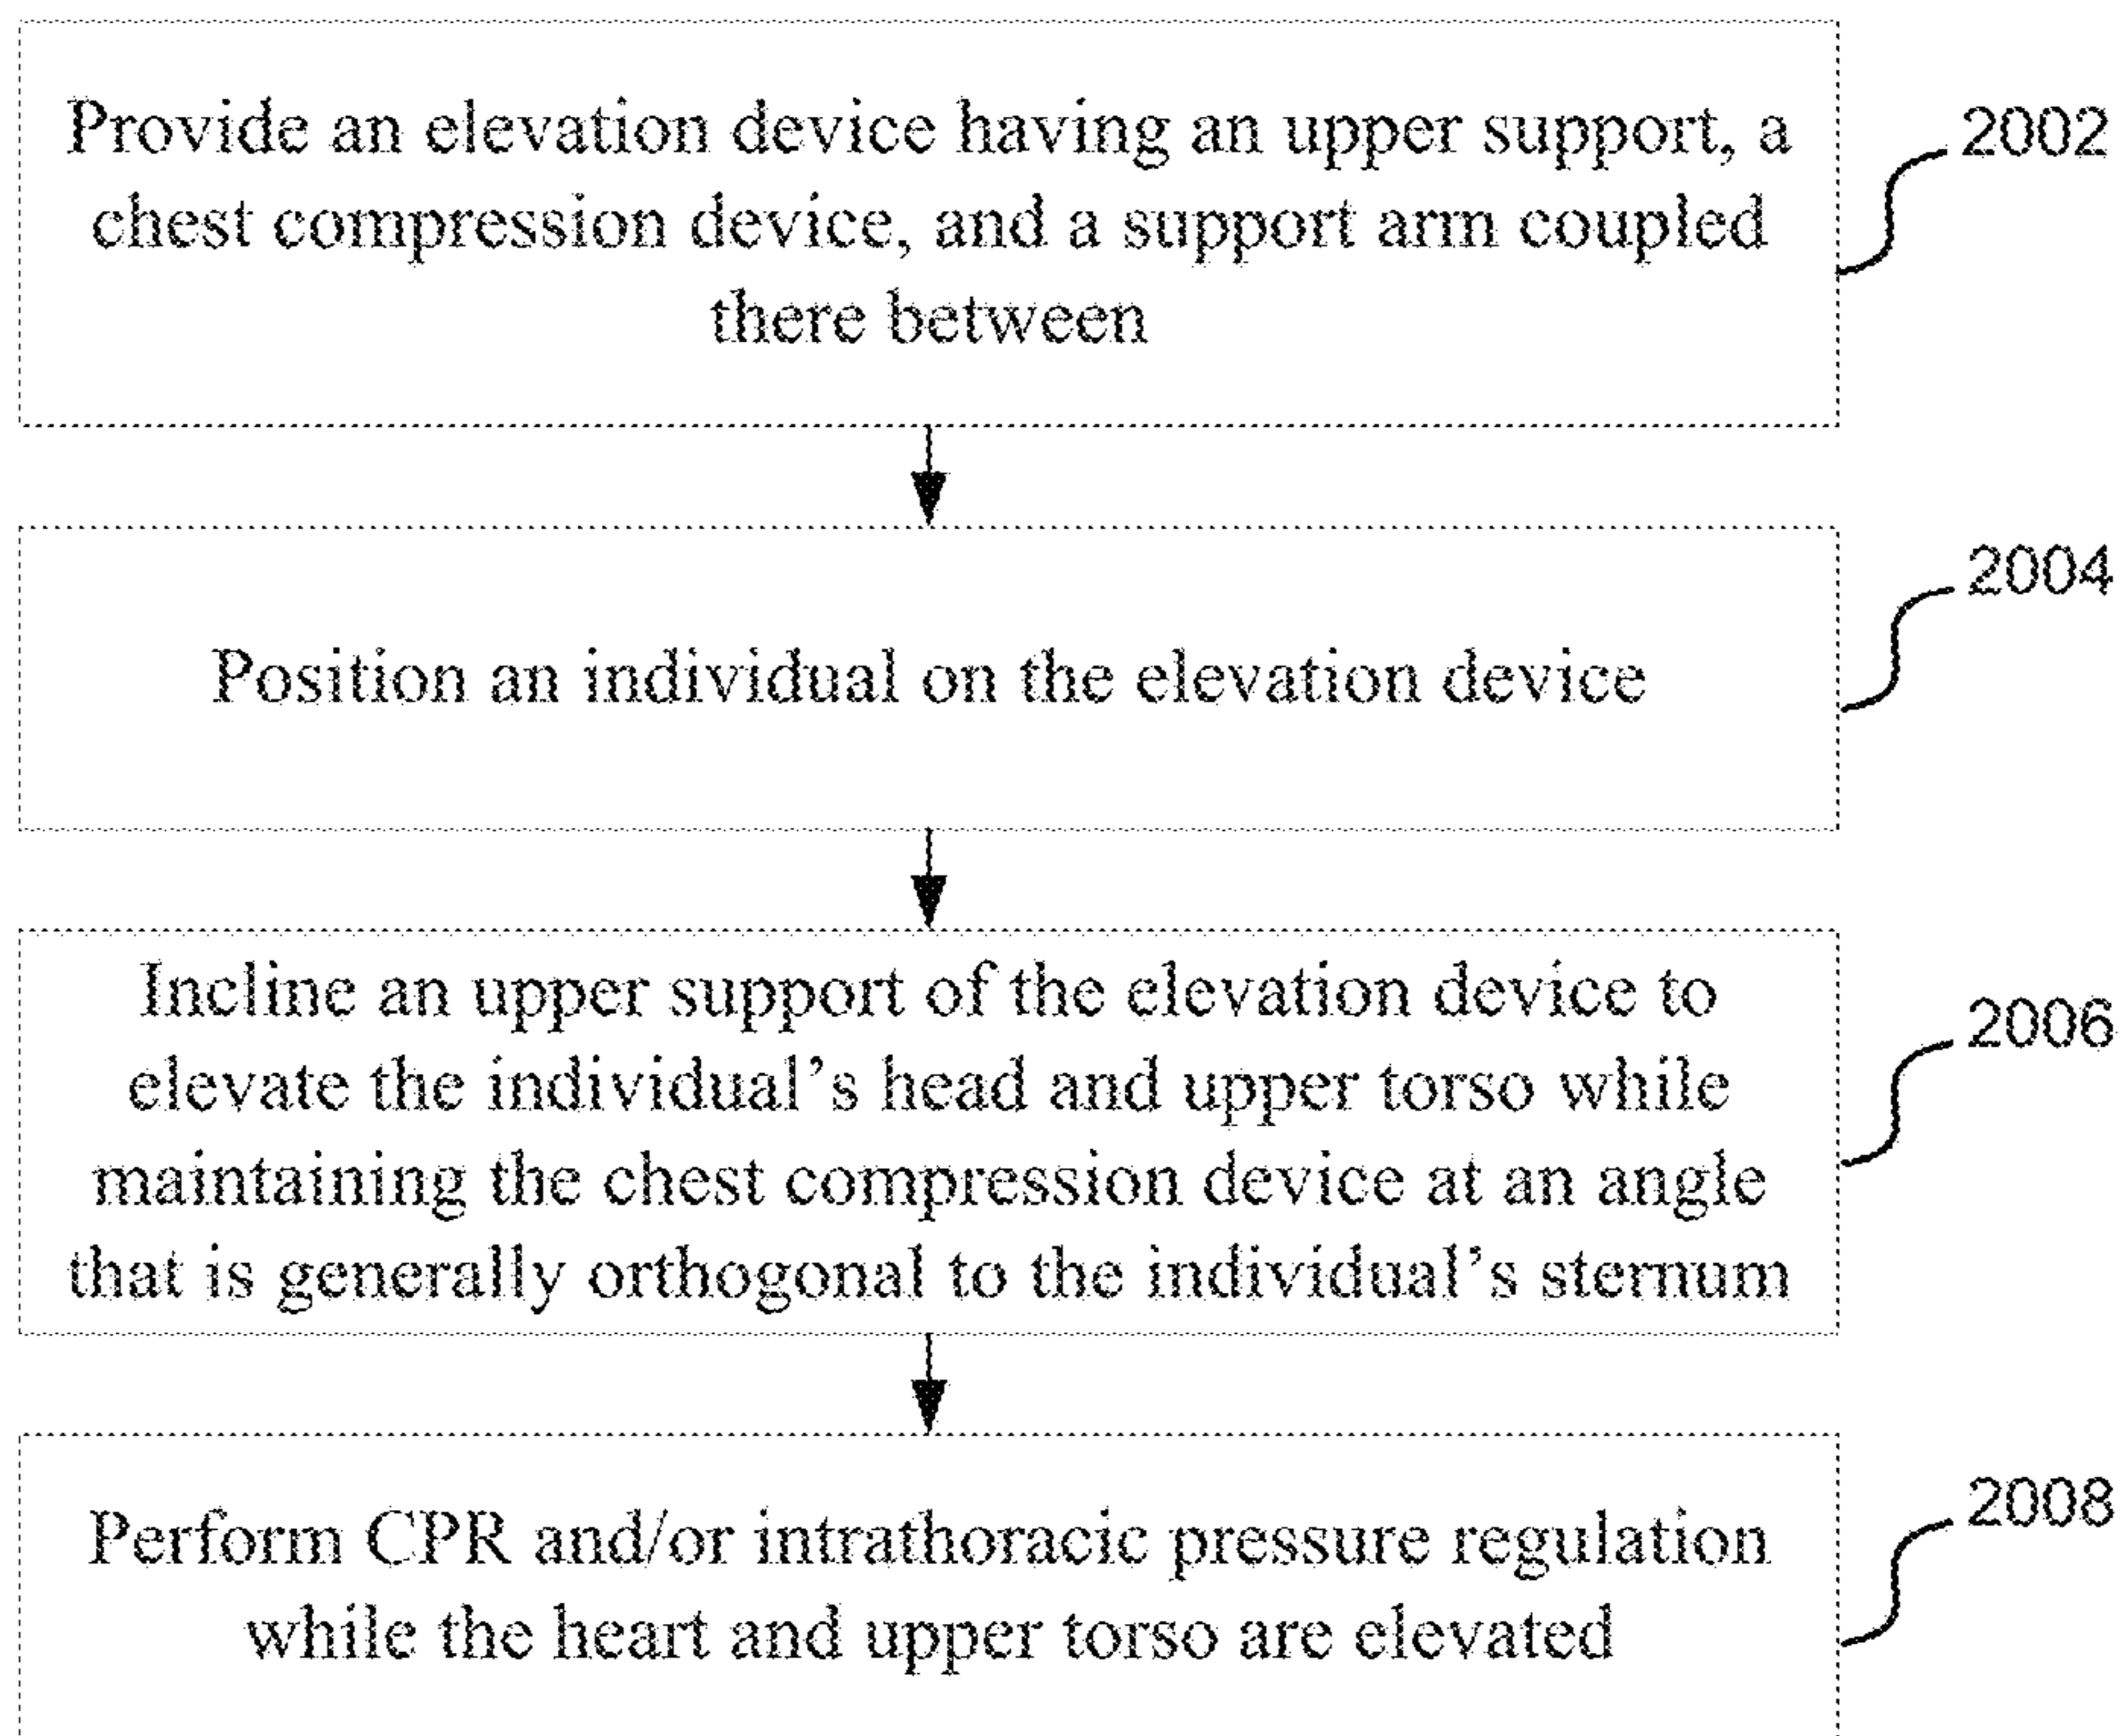 Provide an elevation device having an upper support, a
chest compression device, and a support arm coupled
there between
2002
Position an individual on the elevation device
2004
Incline an upper support of the elevation device to
elevate the individual's head and upper torso while
maintaining the chest compression device at an angle
that is generally orthogonal to the individual's sternum
2006
Perform CPR and/or intrathoracic pressure regulation
while the heart and upper torso are elevated
2008